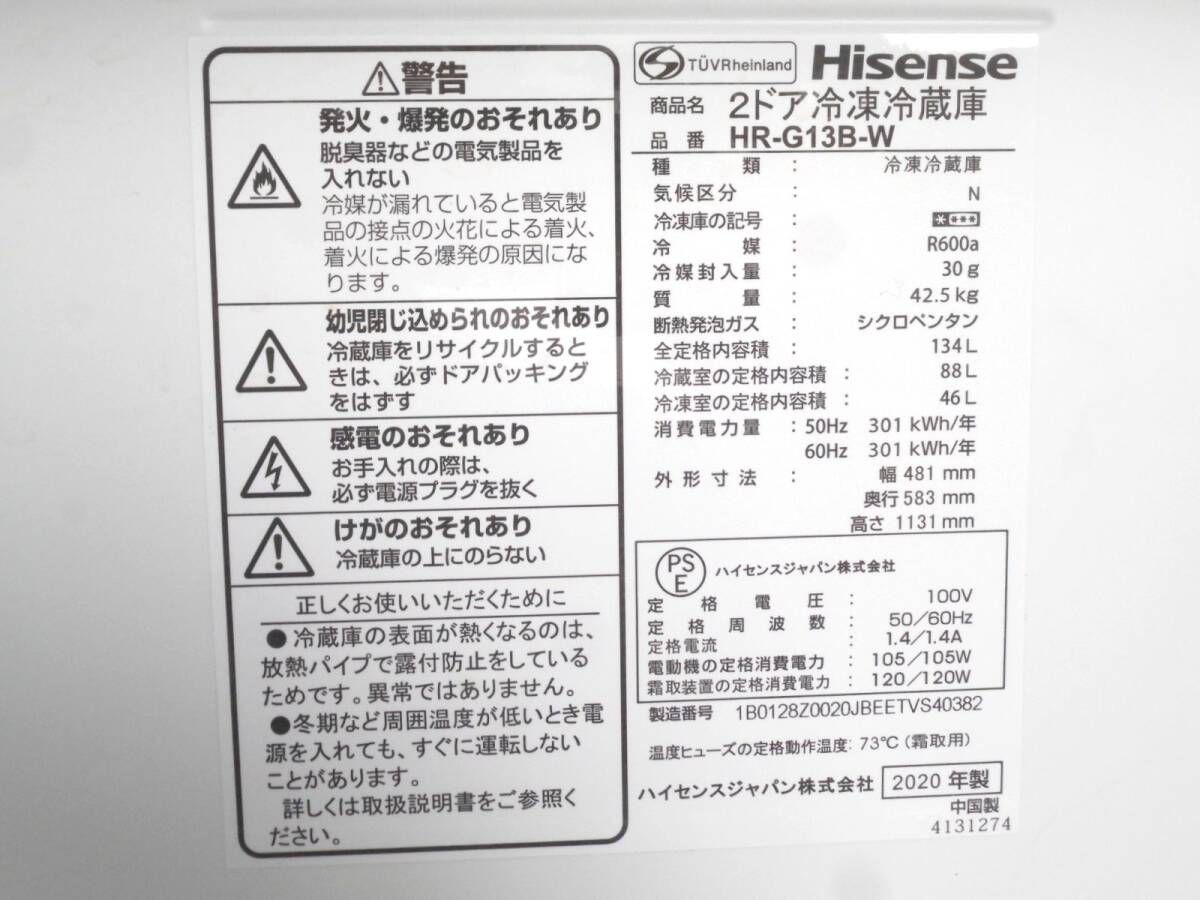 警告
発火・爆発のおそれあり
脱臭器などの電気製品を
入れない
冷媒が漏れていると電気製
品の接点の火花による着火、
着火による爆発の原因にな
ります。
幼児閉じ込められのおそれあり
冷蔵庫をリサイクルすると
きは、必ずドアパッキング
をはずす
感電のおそれあり
お手入れの際は、
必ず電源プラグを抜く
けがのおそれあり
冷蔵庫の上にのらない
正しくお使いいただくために
●冷蔵庫の表面が熱くなるのは、
放熱パイプで露付防止をしている
ためです。異常ではありません。
●冬期など周囲温度が低いとき電
源を入れても、すぐに運転しない
ことがあります。
詳しくは取扱説明書をご参照く
ださい。
TÜVRheinland Hisense
商品名 2ドア冷凍冷蔵庫
品番 HR-G13B-W
種類 : 冷凍冷蔵庫
気候区分 : N
冷凍庫の記号 : ****
冷媒 : R600a
冷媒封入量 : 30g
質量 : 42.5kg
断熱発泡ガス : シクロペンタン
全定格内容積 : 134L
冷蔵室の定格内容積 : 88L
冷凍室の定格内容積 : 46L
消費電力量 : 50Hz 301 kWh/年
60Hz 301 kWh/年
外形寸法 : 幅 481 mm
奥行 583 mm
高さ 1131 mm
PSE ハイセンスジャパン株式会社
定格電圧 : 100V
定格周波数 : 50/60Hz
定格電流 : 1.4/1.4A
電動機の定格消費電力 : 105/105W
霜取装置の定格消費電力 : 120/120W
製造番号 1B0128Z0020JBEETVS40382
温度ヒューズの定格動作温度: 73℃(霜取用)
ハイセンスジャパン株式会社 2020 年製
中国製
4131274